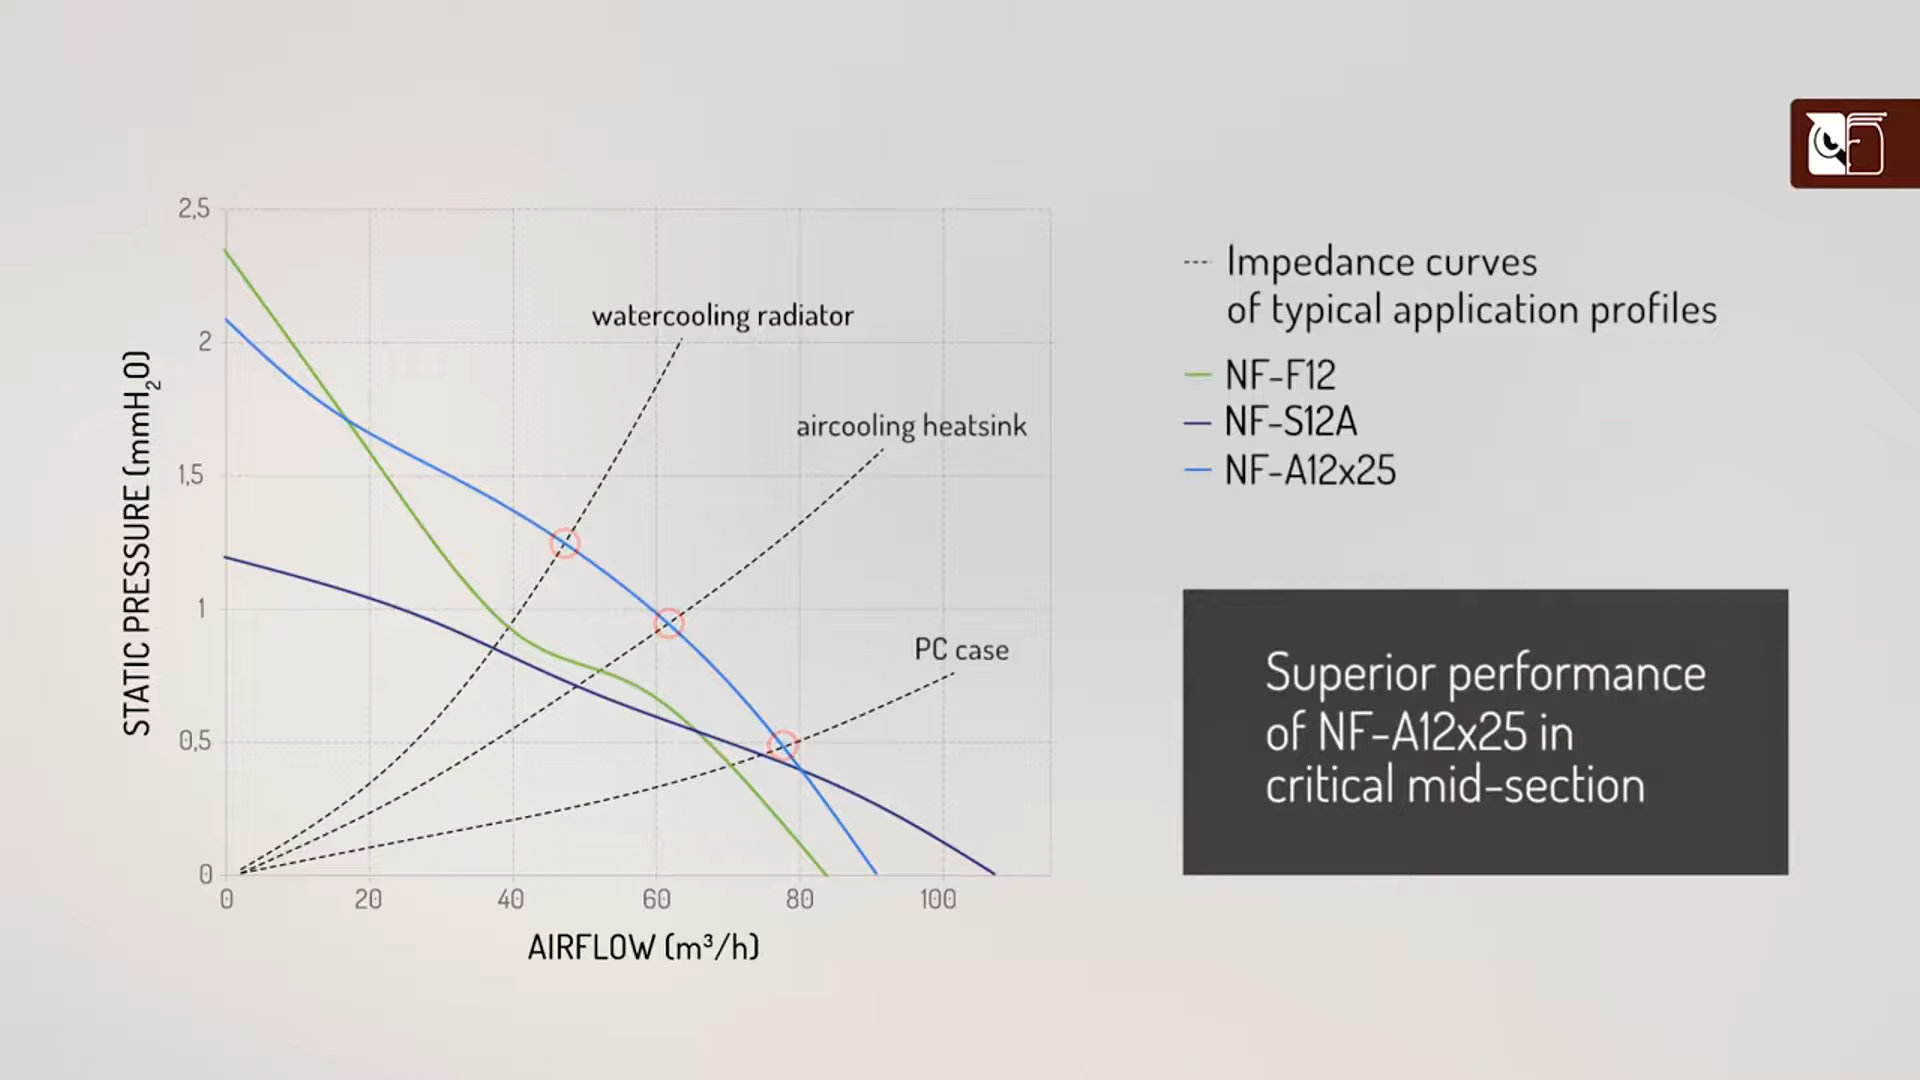 2,5
2
1,5
1
0,5
0
0
20
40
60
80
100
STATIC PRESSURE (mmH₂O)
AIRFLOW (m³/h)
watercooling radiator
aircooling heatsink
PC case
Impedance curves
of typical application profiles
NF-F12
NF-S12A
NF-A12x25
Superior performance
of NF-A12x25 in
critical mid-section